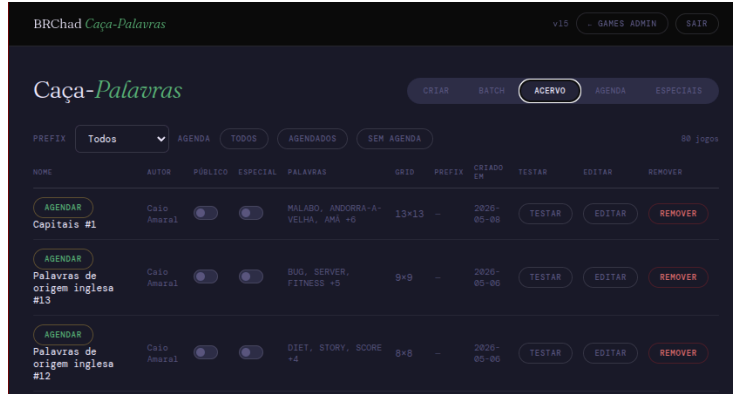 BRChad Caça-Palavras
v15
← GAMES ADMIN
SAIR
Caça-Palavras
CRIAR
BATCH
ACERVO
AGENDA
ESPECIAIS
PREFIX
Todos
AGENDA
TODOS
AGENDADOS
SEM AGENDA
80 jogos
NOME
AUTOR
PÚBLICO
ESPECIAL
PALAVRAS
GRID
PREFIX
CRIADO
EM
TESTAR
EDITAR
REMOVER
AGENDAR
Capitais #1
Caio
Amaral
MALABO, ANDORRA-A-
VELHA, AMÃ +6
13×13
—
2026-
05-08
TESTAR
EDITAR
REMOVER
AGENDAR
Palavras de
origem inglesa
#13
Caio
Amaral
BUG, SERVER,
FITNESS +5
9×9
—
2026-
05-06
TESTAR
EDITAR
REMOVER
AGENDAR
Palavras de
origem inglesa
#12
Caio
Amaral
DIET, STORY, SCORE
+4
8×8
—
2026-
05-06
TESTAR
EDITAR
REMOVER